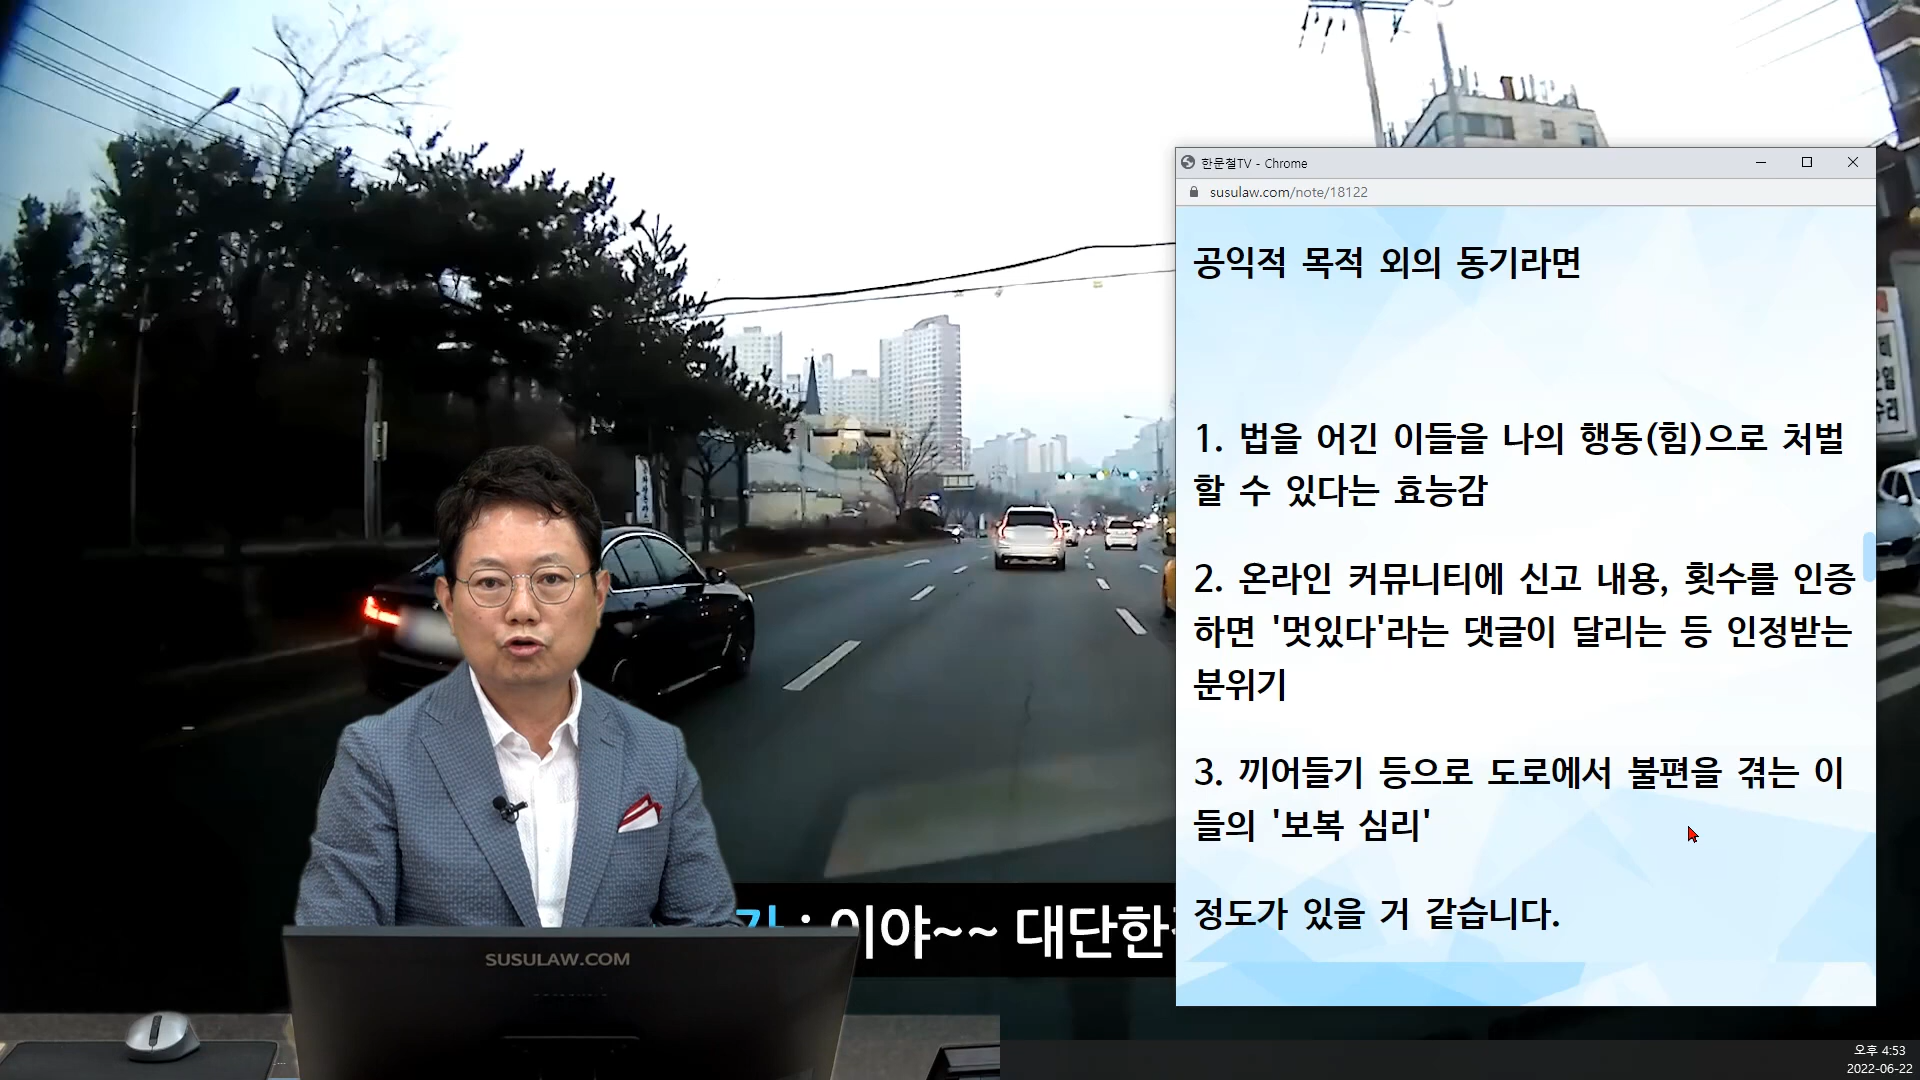 한문철TV - Chrome
susulaw.com/note/18122
공익적 목적 외의 동기라면
1. 법을 어긴 이들을 나의 행동(힘)으로 처벌
할 수 있다는 효능감
2. 온라인 커뮤니티에 신고 내용, 횟수를 인증
하면 '멋있다'라는 댓글이 달리는 등 인정받는
분위기
3. 끼어들기 등으로 도로에서 불편을 겪는 이
들의 '보복 심리'
정도가 있을 거 같습니다.
: 이야~~ 대단한
SUSULAW.COM
오후 4:53
2022-06-22